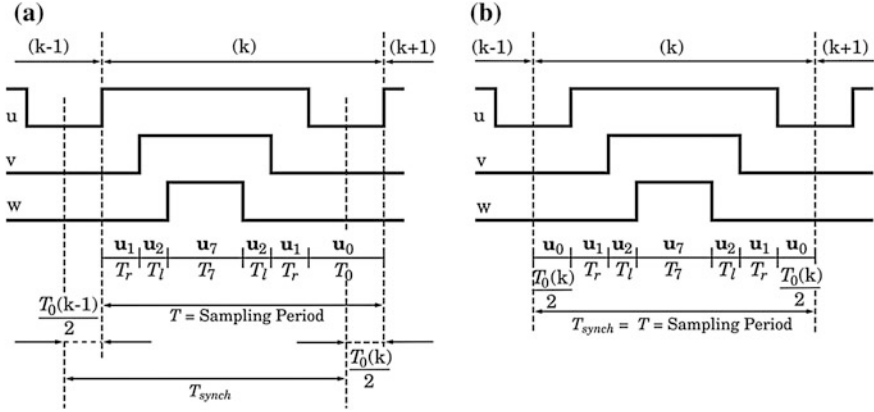 (a)
(k-1) (k) (k+1)
u
v
w
u₁ u₂ u₇ u₂ u₁ u₀
Tᵣ Tₗ T₇ Tₗ Tᵣ T₀
T₀(k-1)
2
T = Sampling Period
T₀(k)
2
Tsynch
(b)
(k-1) (k) (k+1)
u
v
w
u₀ u₁ u₂ u₇ u₂ u₁ u₀
Tᵣ Tₗ T₇ Tₗ Tᵣ
T₀(k)
2
T₀(k)
2
Tsynch = T = Sampling Period